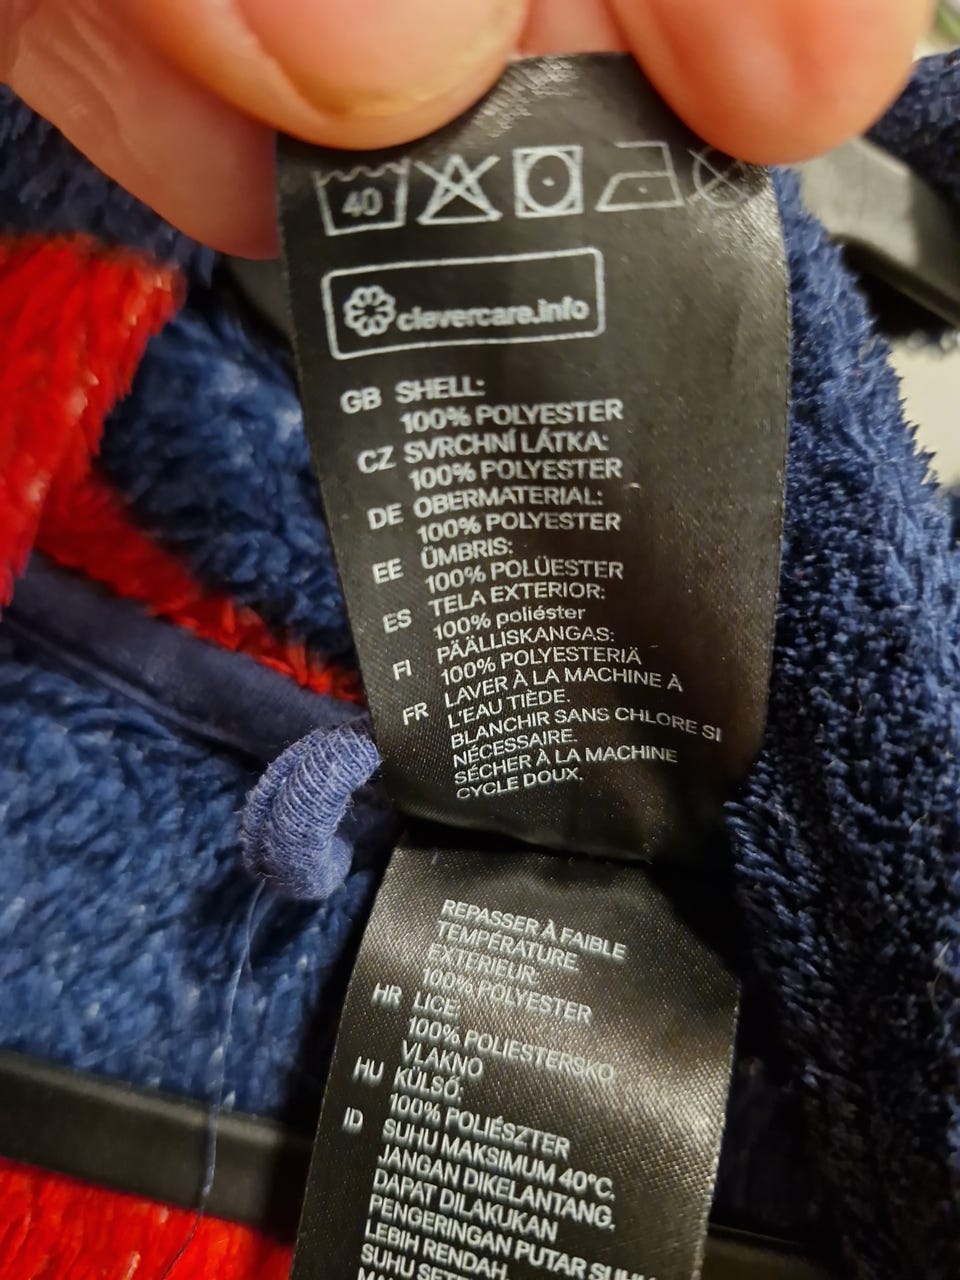 40
clevercare.info
GB SHELL:
100% POLYESTER
CZ SVRCHNÍ LÁTKA:
100% POLYESTER
DE OBERMATERIAL:
100% POLYESTER
EE ÜMBRIS:
100% POLÜESTER
ES TELA EXTERIOR:
100% poliéster
FI PÄÄLLISKANGAS:
100% POLYESTERIÄ
FR LAVER À LA MACHINE À
L'EAU TIÈDE.
BLANCHIR SANS CHLORE SI
NÉCESSAIRE.
SÉCHER À LA MACHINE
CYCLE DOUX.
REPASSER À FAIBLE
TEMPÉRATURE.
EXTÉRIEUR:
100% POLYESTER
HR LICE:
100% POLIESTERSKO
VLAKNO
HU KÜLSŐ:
100% POLIÉSZTER
ID SUHU MAKSIMUM 40°C.
JANGAN DIKELANTANG.
DAPAT DILAKUKAN
PENGERINGAN PUTAR SUHU
LEBIH RENDAH.